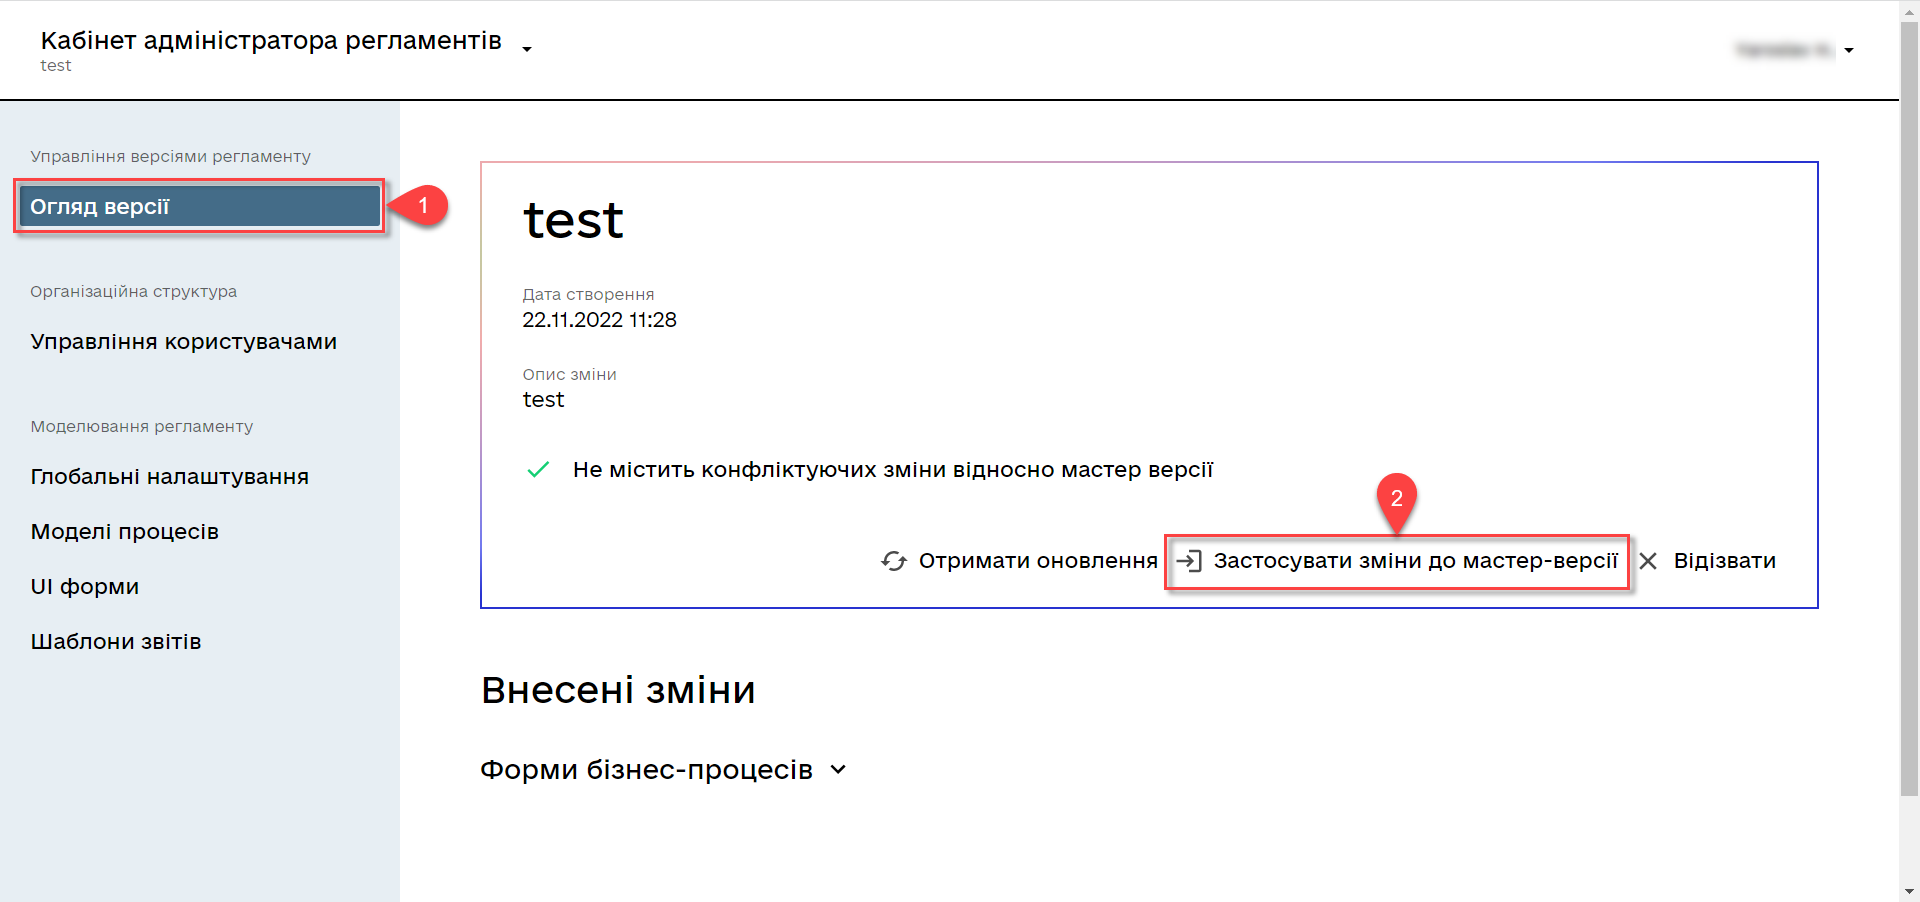 Кабінет адміністратора регламентів
test
Управління версіями регламенту
Огляд версії
1
Організаційна структура
Управління користувачами
Моделювання регламенту
Глобальні налаштування
Моделі процесів
UI форми
Шаблони звітів
test
Дата створення
22.11.2022 11:28
Опис зміни
test
Не містить конфліктуючих зміни відносно мастер версії
2
Отримати оновлення
Застосувати зміни до мастер-версії
Відізвати
Внесені зміни
Форми бізнес-процесів